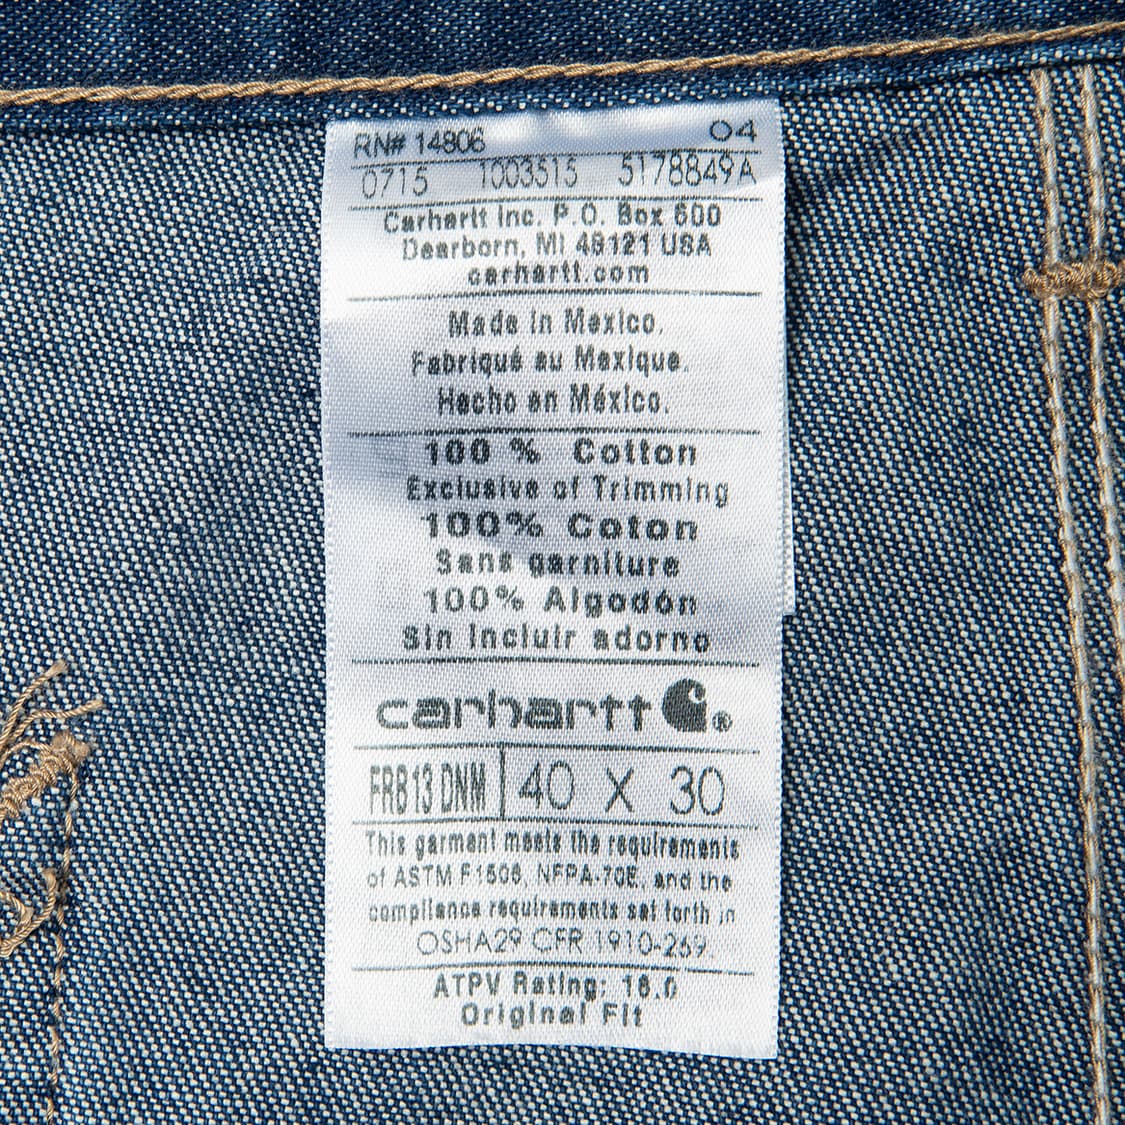 RN# 14806 04
0715 1003515 5178849A
Carhartt Inc. P.O. Box 600
Dearborn, MI 48121 USA
carhartt.com
Made in Mexico.
Fabriqué au Mexique.
Hecho en México.
100 % Cotton
Exclusive of Trimming
100% Coton
Sans garniture
100% Algodón
Sin Incluir adorno
carhartt ®
FRB13 DNM 40 X 30
This garment meets the requirements
of ASTM F1506, NFPA-70E, and the
compliance requirements set forth in
OSHA29 CFR 1910-269.
ATPV Rating: 16.0
Original Fit